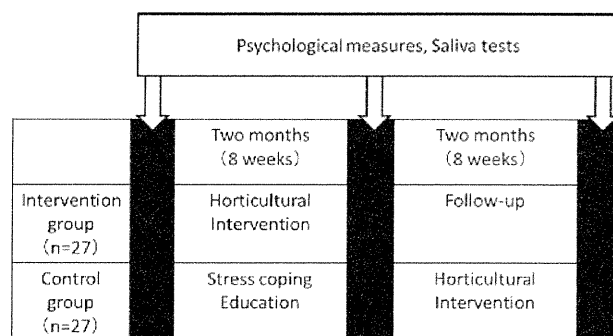 Psychological measures, Saliva tests
Two months
(8 weeks)
Two months
(8 weeks)
Intervention
group
(n=27)
Horticultural
Intervention
Follow-up
Control
group
(n=27)
Stress coping
Education
Horticultural
Intervention